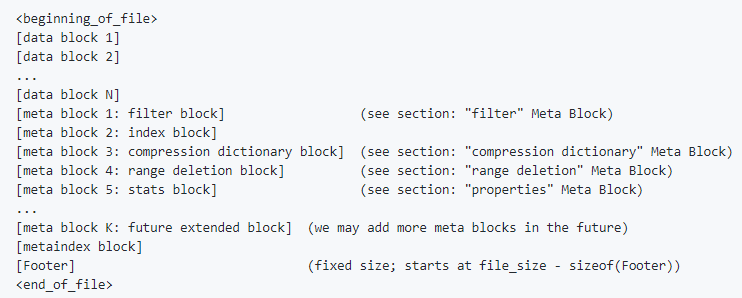 <beginning_of_file>
[data block 1]
[data block 2]
...
[data block N]
[meta block 1: filter block]                  (see section: "filter" Meta Block)
[meta block 2: index block]
[meta block 3: compression dictionary block]  (see section: "compression dictionary" Meta Block)
[meta block 4: range deletion block]          (see section: "range deletion" Meta Block)
[meta block 5: stats block]                   (see section: "properties" Meta Block)
...
[meta block K: future extended block]  (we may add more meta blocks in the future)
[metaindex block]
[Footer]                               (fixed size; starts at file_size - sizeof(Footer))
<end_of_file>